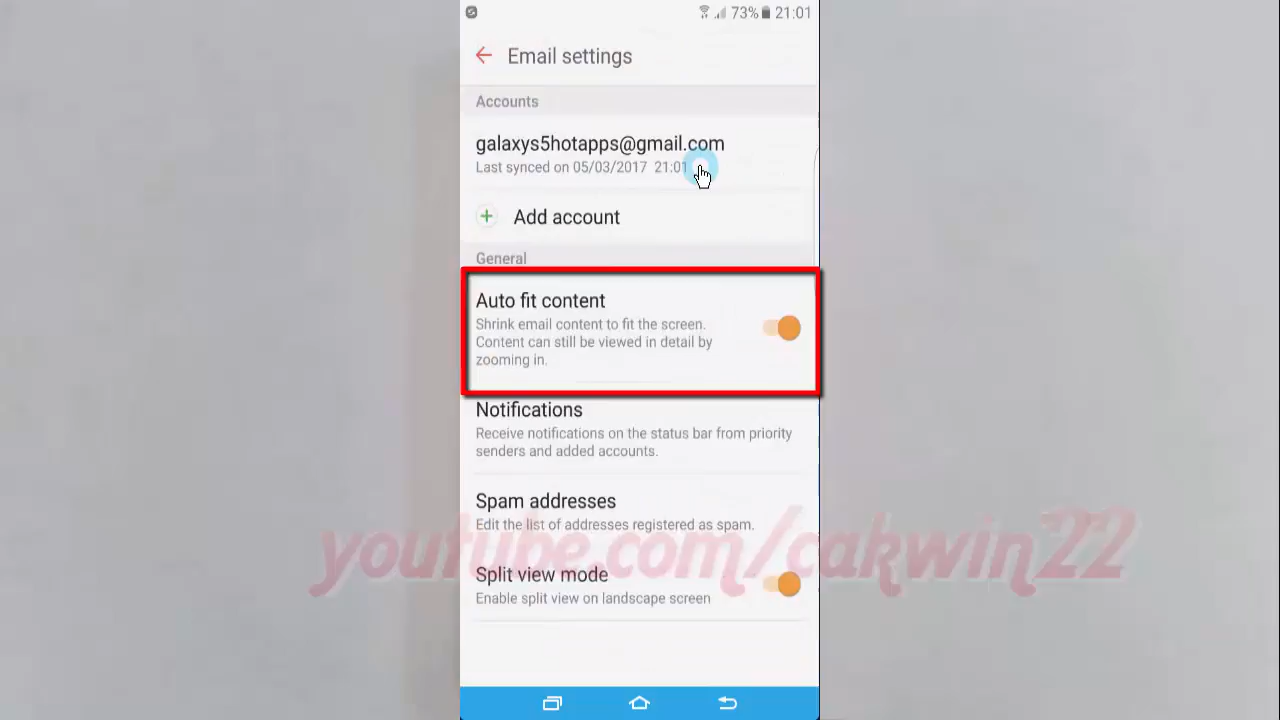 73% 21:01
Email settings
Accounts
galaxys5hotapps@gmail.com
Last synced on 05/03/2017 21:01
Add account
General
Auto fit content
Shrink email content to fit the screen.
Content can still be viewed in detail by
zooming in.
Notifications
Receive notifications on the status bar from priority
senders and added accounts.
Spam addresses
Edit the list of addresses registered as spam.
youtube.com/cakwin22
Split view mode
Enable split view on landscape screen